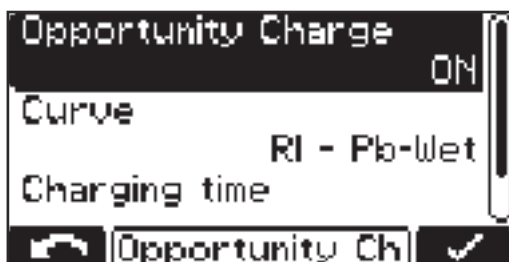 Opportunity Charge
ON
Curve
RI - Pb-Wet
Charging time
Opportunity Ch